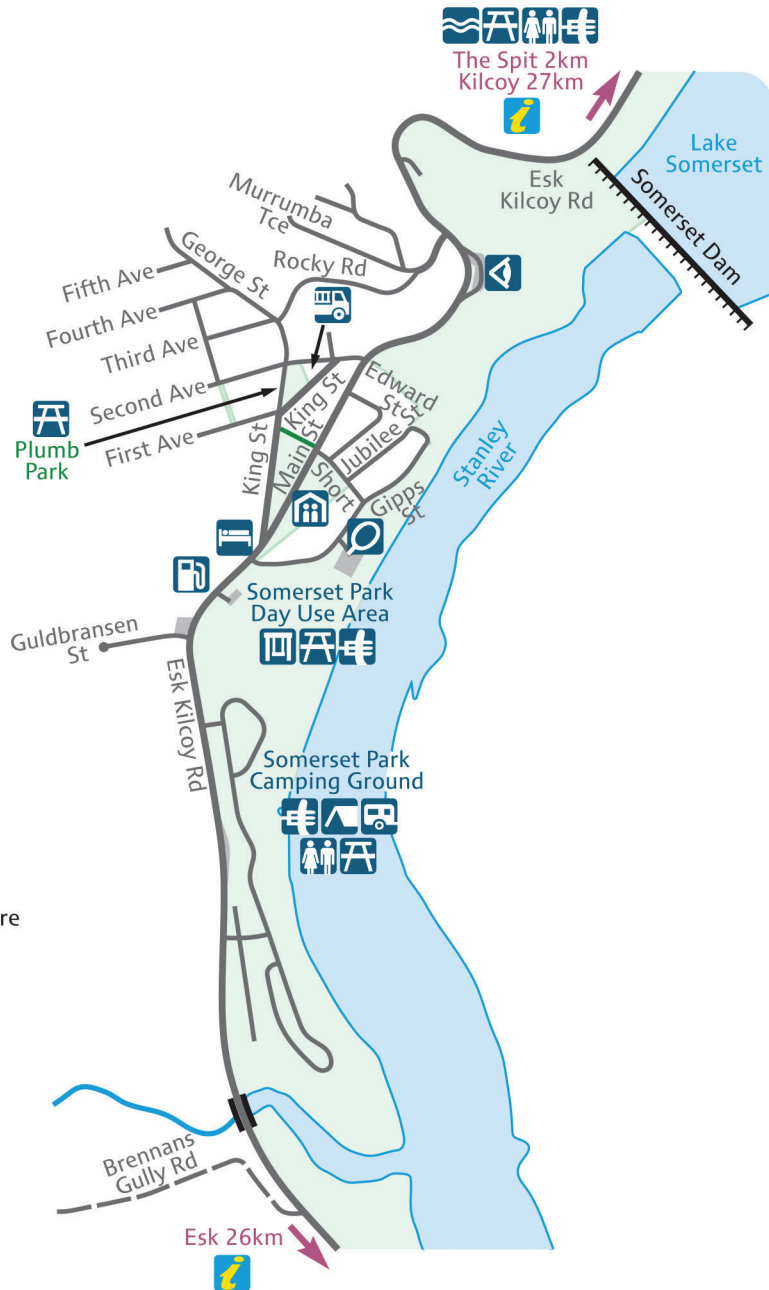 The Spit 2km
Kilcoy 27km
i
Lake
Somerset
Somerset Dam
Esk
Kilcoy Rd
Murrumba
Tce
George St
Rocky Rd
Fifth Ave
Fourth Ave
Third Ave
Second Ave
First Ave
Plumb
Park
King St
King St
Main St
Edward
St
Jubilee St
Short
St
Gipps
St
Stanley
River
Somerset Park
Day Use Area
Guldbransen
St
Esk Kilcoy Rd
Somerset Park
Camping Ground
re
Brennans
Gully Rd
Esk 26km
i